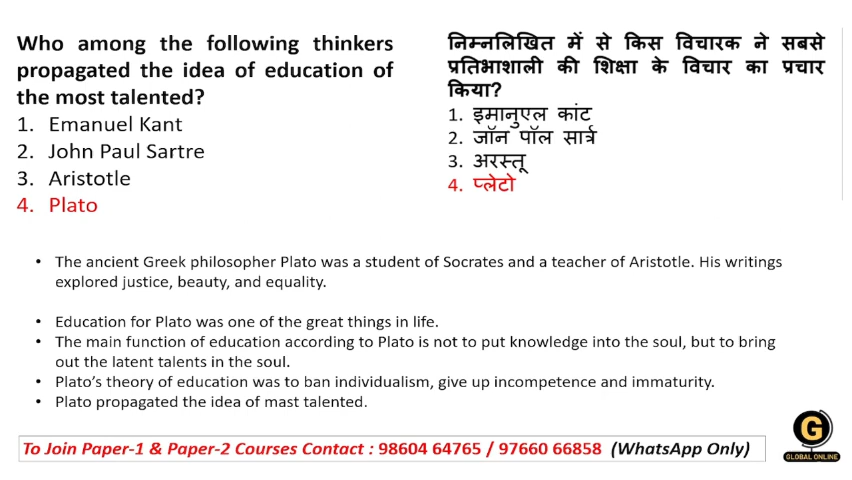 Who among the following thinkers
propagated the idea of education of
the most talented?
1. Emanuel Kant
2. John Paul Sartre
3. Aristotle
4. Plato
निम्नलिखित में से किस विचारक ने सबसे
प्रतिभाशाली की शिक्षा के विचार का प्रचार
किया?
1. इमानुएल कांट
2. जॉन पॉल सार्त्र
3. अरस्तू
4. प्लेटो
• The ancient Greek philosopher Plato was a student of Socrates and a teacher of Aristotle. His writings
explored justice, beauty, and equality.
• Education for Plato was one of the great things in life.
• The main function of education according to Plato is not to put knowledge into the soul, but to bring
out the latent talents in the soul.
• Plato's theory of education was to ban individualism, give up incompetence and immaturity.
• Plato propagated the idea of mast talented.
To Join Paper-1 & Paper-2 Courses Contact : 98604 64765 / 97660 66858 (WhatsApp Only)
G
GLOBAL ONLINE